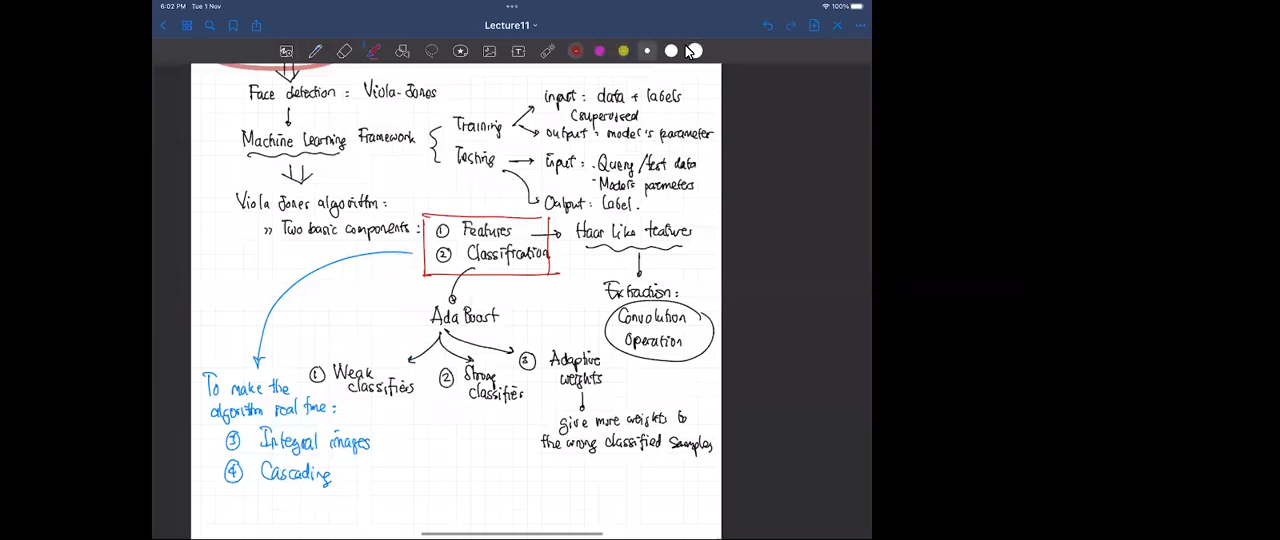 6:02 PM Tue 1 Nov
100%
Lecture11
Face detection : Viola-Jones
Machine Learning Framework
Training
input : data + labels
(supervised
output : model's parameter
Testing
input : - Query/test data
- Model's parmeters
Output : Label.
Viola Jones algorithm :
» Two basic components :
① Features
② Classification
Haar like features
Extraction :
Convolution
Operation
Ada Boost
① Weak
classifiers
② Strong
classifier
③ Adaptive
weights
give more weights to
the wrong classified samples
To make the
algorithm real time :
③ Integral images
④ Cascading